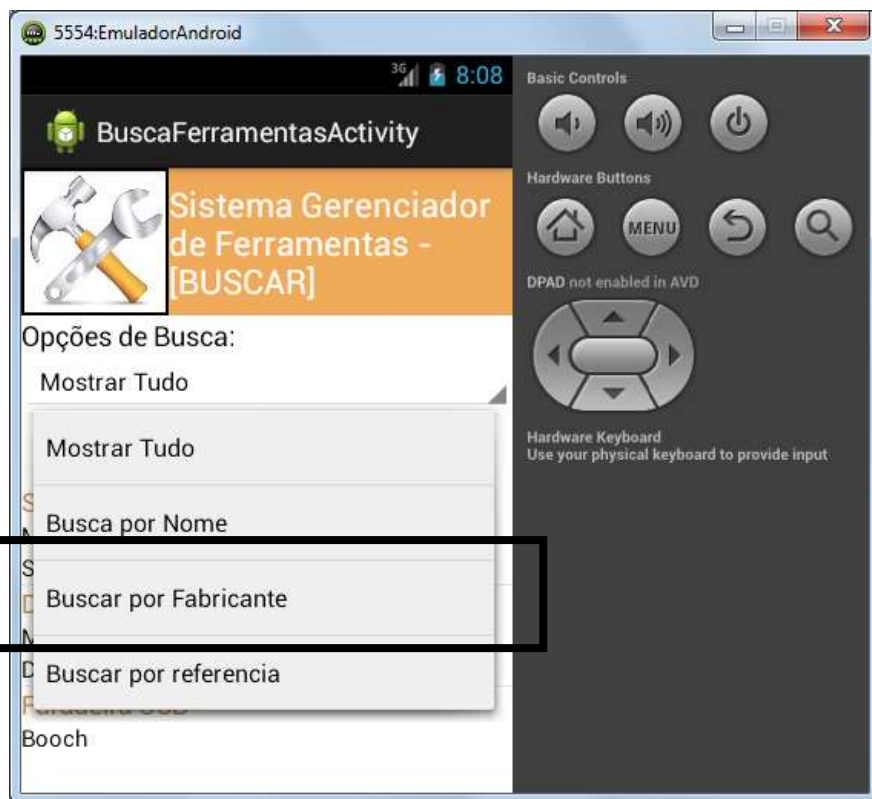 5554:EmuladorAndroid
3G 8:08
BuscaFerramentasActivity
Sistema Gerenciador
de Ferramentas -
[BUSCAR]
Opções de Busca:
Mostrar Tudo
Mostrar Tudo
Busca por Nome
Buscar por Fabricante
Buscar por referencia
Booch
Basic Controls
Hardware Buttons
MENU
DPAD not enabled in AVD
Hardware Keyboard
Use your physical keyboard to provide input